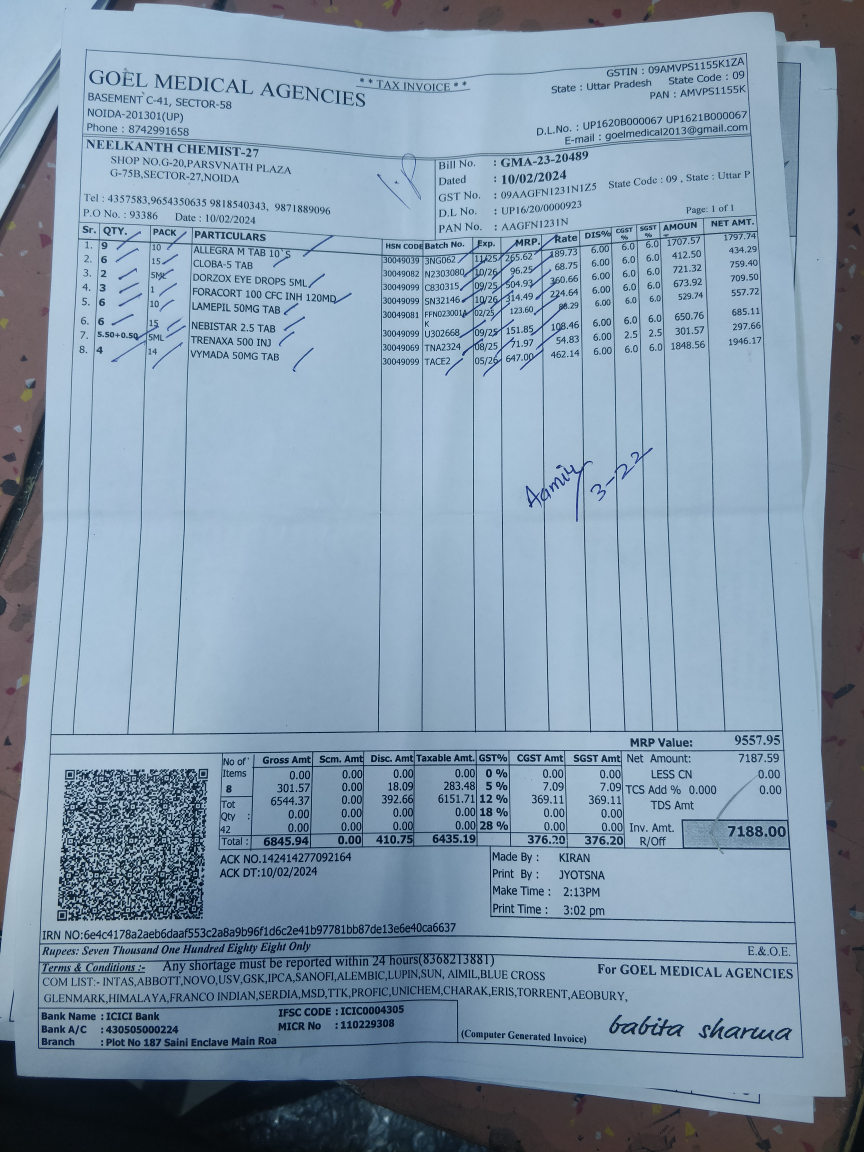 * * TAX INVOICE * *
GOEL MEDICAL AGENCIES
BASEMENT C-41, SECTOR-58
NOIDA-201301(UP)
Phone : 8742991658
GSTIN : 09AMVPS1155K1ZA
State : Uttar Pradesh State Code : 09
PAN : AMVPS1155K
D.L.No. : UP1620B000067 UP1621B000067
E-mail : goelmedical2013@gmail.com
NEELKANTH CHEMIST-27
SHOP NO.G-20,PARSVNATH PLAZA
G-75B,SECTOR-27,NOIDA
Tel : 4357583,9654350635 9818540343, 9871889096
P.O No. : 93386 Date : 10/02/2024
Bill No. : GMA-23-20489
Dated : 10/02/2024
GST No. : 09AAGFN1231N1Z5 State Code : 09 , State : Uttar P
D.L No. : UP16/20/0000923
PAN No. : AAGFN1231N
Page: 1 of 1
Sr. QTY. PACK PARTICULARS HSN CODE Batch No. Exp. MRP. Rate DIS% CGST % SGST % AMOUN T NET AMT.
1. 9 10 ALLEGRA M TAB 10`S 30049039 3NG062 11/25 265.62 189.73 6.00 6.0 6.0 1707.57 1797.74
2. 6 15 CLOBA-5 TAB 30049082 N2303080 10/26 96.25 68.75 6.00 6.0 6.0 412.50 434.29
3. 2 5ML DORZOX EYE DROPS 5ML 30049099 C830315 09/25 504.93 360.66 6.00 6.0 6.0 721.32 759.40
4. 3 1 FORACORT 100 CFC INH 120MD 30049099 SN32146 10/26 314.49 224.64 6.00 6.0 6.0 673.92 709.50
5. 6 10 LAMEPIL 50MG TAB 30049081 FFN023001A 02/25 123.60 88.29 6.00 6.0 6.0 529.74 557.72
K
6. 6 15 NEBISTAR 2.5 TAB 30049099 U302668 09/25 151.85 108.46 6.00 6.0 6.0 650.76 685.11
7. 5.50+0.50 5ML TRENAXA 500 INJ 30049069 TNA2324 08/25 71.97 54.83 6.00 2.5 2.5 301.57 297.66
8. 4 14 VYMADA 50MG TAB 30049099 TACE2 05/26 647.00 462.14 6.00 6.0 6.0 1848.56 1946.17
Aamir
3-22
MRP Value: 9557.95
No of Items 8
Tot Qty : 42
Gross Amt Scm. Amt Disc. Amt Taxable Amt. GST% CGST Amt SGST Amt
0.00 0.00 0.00 0.00 0 % 0.00 0.00
301.57 0.00 18.09 283.48 5 % 7.09 7.09
6544.37 0.00 392.66 6151.71 12 % 369.11 369.11
0.00 0.00 0.00 0.00 18 % 0.00 0.00
0.00 0.00 0.00 0.00 28 % 0.00 0.00
Total : 6845.94 0.00 410.75 6435.19 376.20 376.20
Net Amount: 7187.59
LESS CN 0.00
TCS Add % 0.000 0.00
TDS Amt
Inv. Amt. 7188.00
R/Off
ACK NO.142414277092164
ACK DT:10/02/2024
Made By : KIRAN
Print By : JYOTSNA
Make Time : 2:13PM
Print Time : 3:02 pm
IRN NO:6e4c4178a2aeb6daaf553c2a8a9b96f1d6c2e41b97781bb87de13e6e40ca6637
Rupees: Seven Thousand One Hundred Eighty Eight Only
E.&.O.E.
Terms & Conditions :- Any shortage must be reported within 24 hours(8368213881)
COM LIST:- INTAS,ABBOTT,NOVO,USV,GSK,IPCA,SANOFI,ALEMBIC,LUPIN,SUN, AIMIL,BLUE CROSS
GLENMARK,HIMALAYA,FRANCO INDIAN,SERDIA,MSD,TTK,PROFIC,UNICHEM,CHARAK,ERIS,TORRENT,AEOBURY,
For GOEL MEDICAL AGENCIES
Bank Name : ICICI Bank IFSC CODE : ICIC0004305
Bank A/C : 430505000224 MICR No : 110229308
Branch : Plot No 187 Saini Enclave Main Roa
(Computer Generated Invoice)
babita sharma